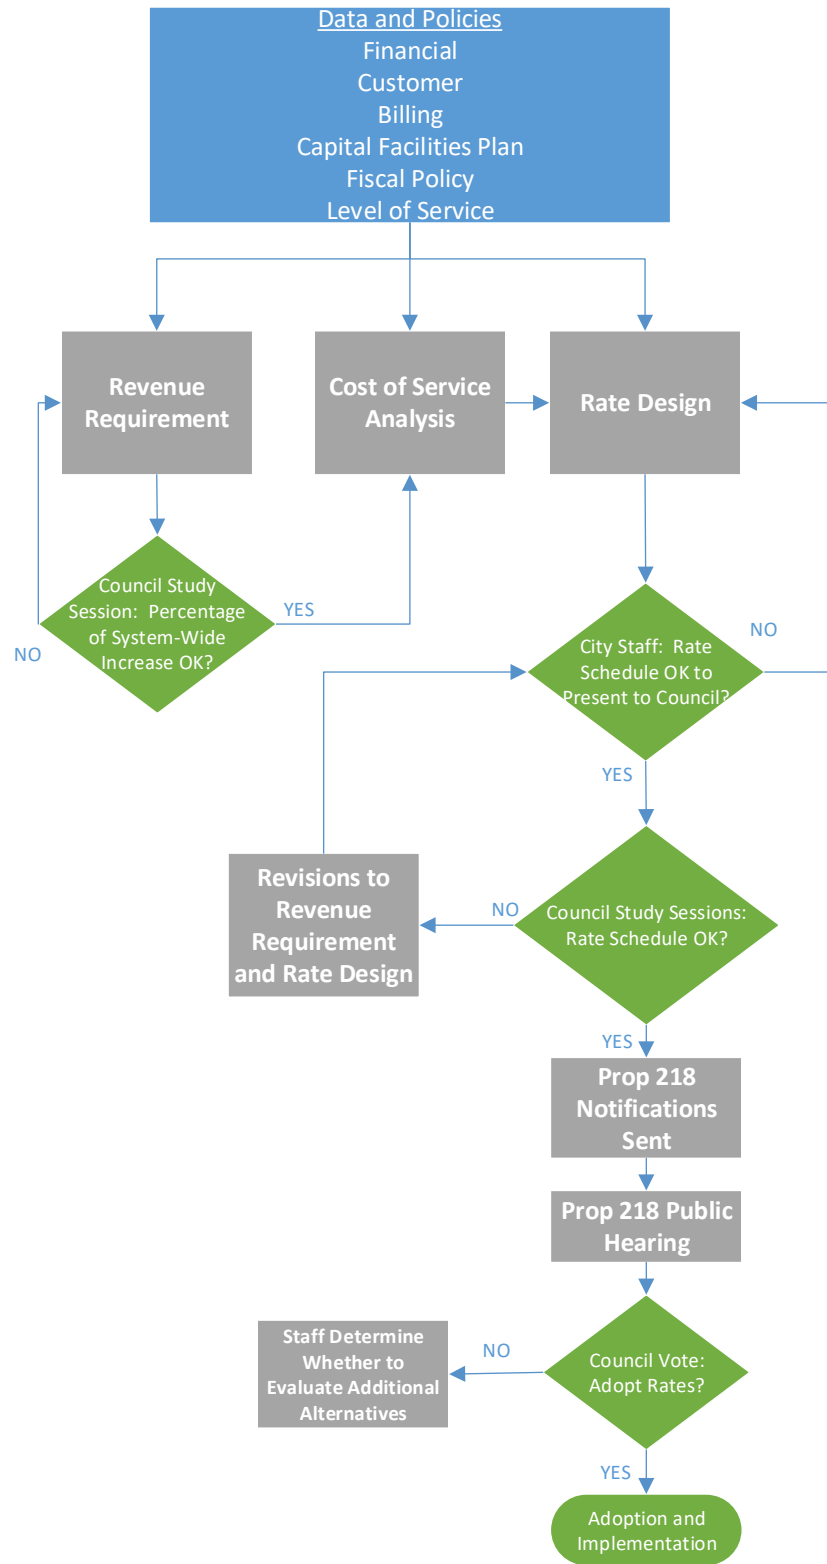 Data and Policies
Financial
Customer
Billing
Capital Facilities Plan
Fiscal Policy
Level of Service
Revenue
Requirement
Cost of Service
Analysis
Rate Design
Council Study
Session: Percentage
of System-Wide
Increase OK?
YES
NO
City Staff: Rate
Schedule OK to
Present to Council?
NO
YES
Revisions to
Revenue
Requirement
and Rate Design
NO
Council Study Sessions:
Rate Schedule OK?
YES
Prop 218
Notifications
Sent
Prop 218 Public
Hearing
Staff Determine
Whether to
Evaluate Additional
Alternatives
NO
Council Vote:
Adopt Rates?
YES
Adoption and
Implementation